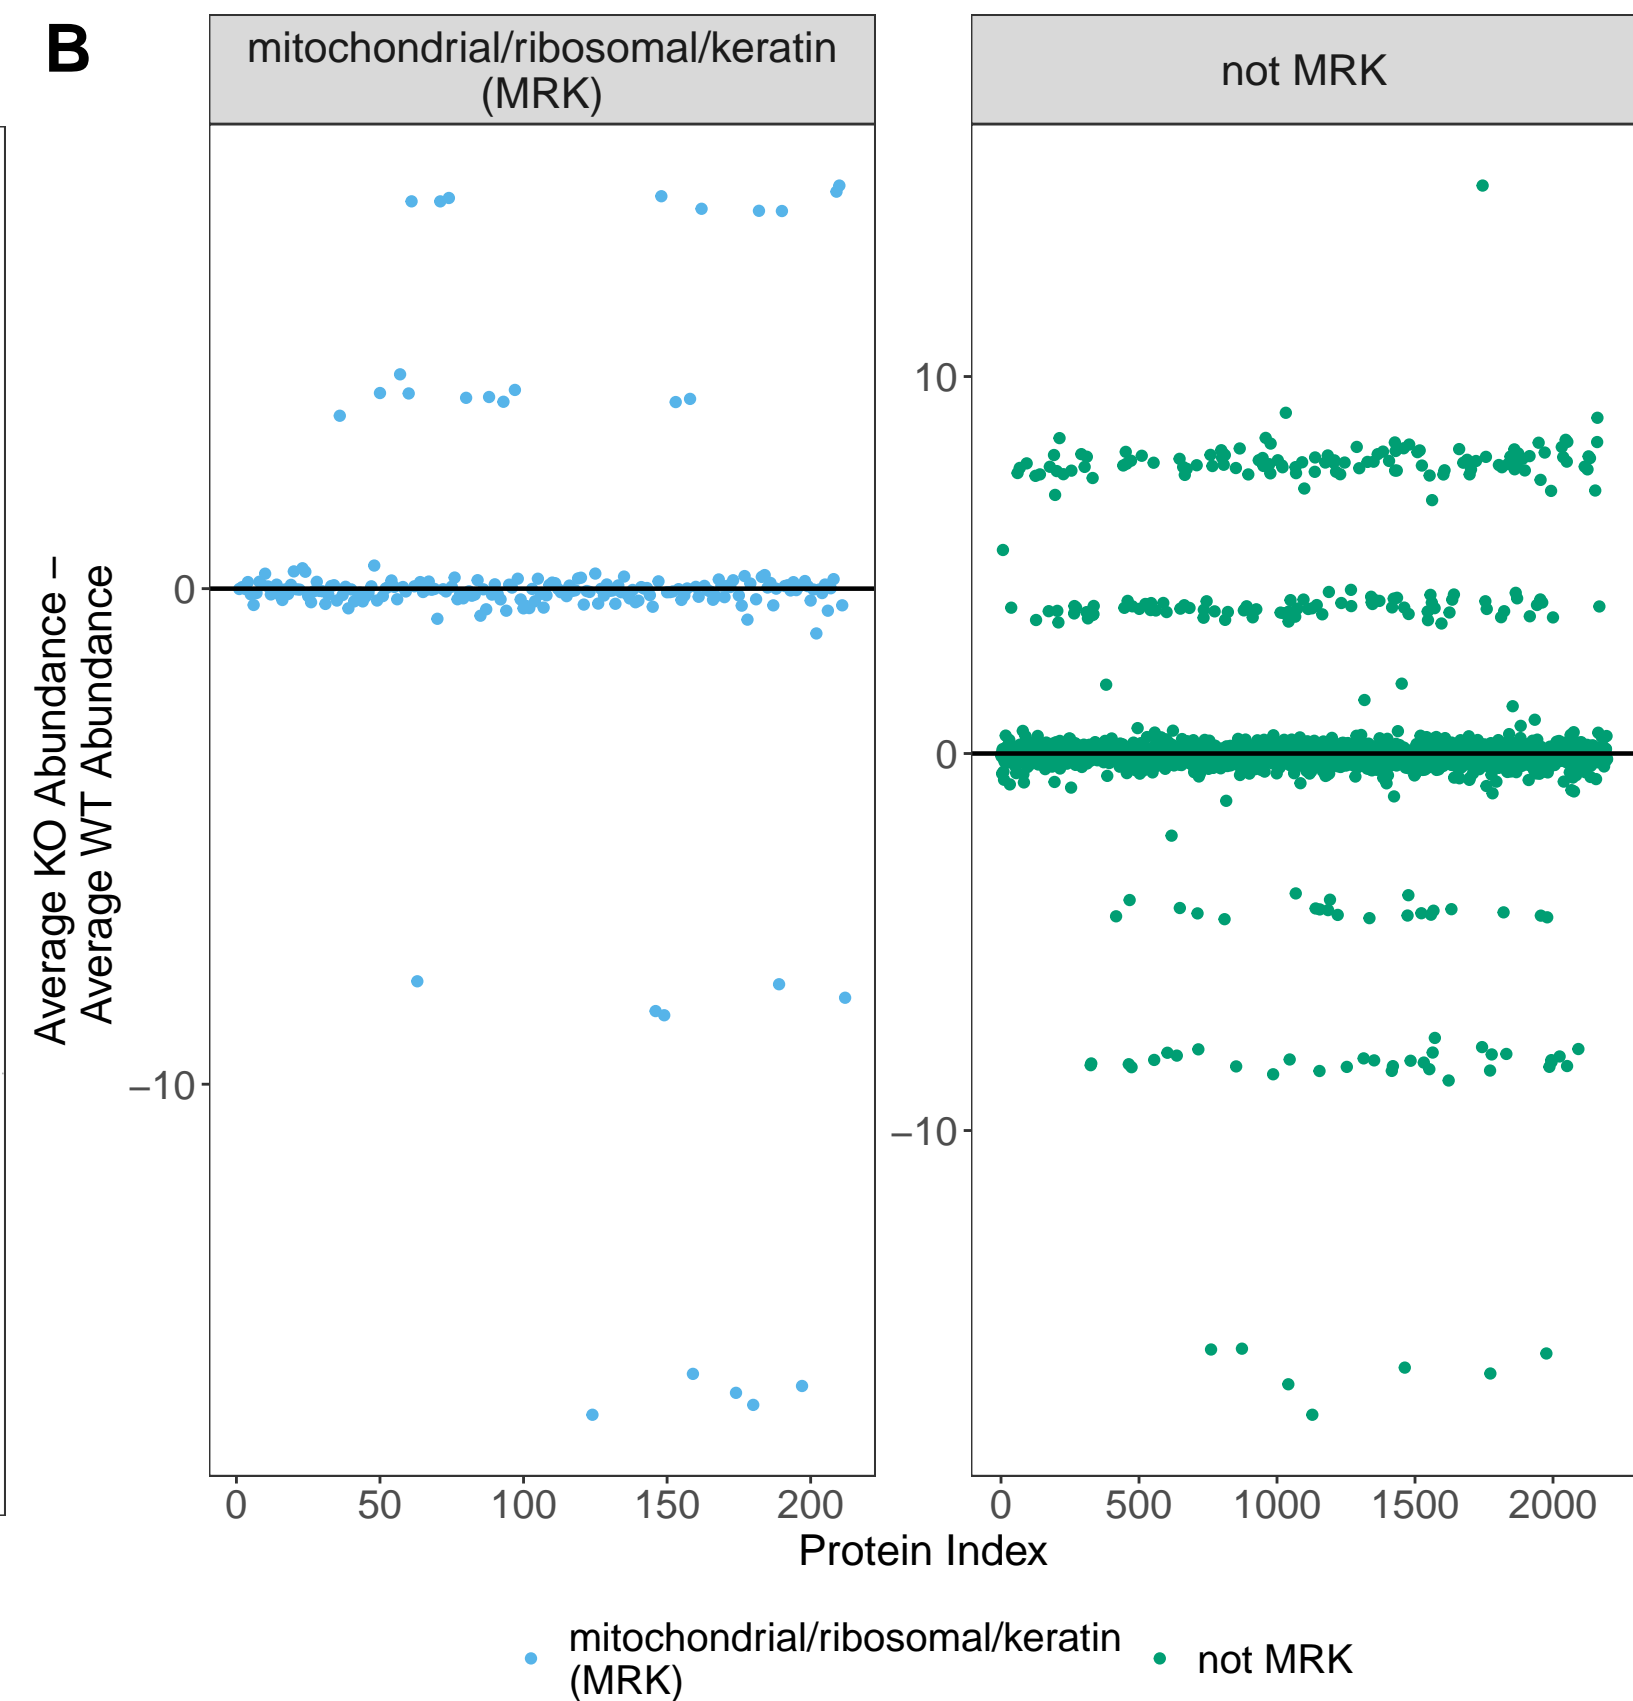 B
mitochondrial/ribosomal/keratin
(MRK)
not MRK
Average KO Abundance –
Average WT Abundance
0
–10
10
0
–10
0 50 100 150 200
0 500 1000 1500 2000
Protein Index
mitochondrial/ribosomal/keratin
(MRK)
not MRK